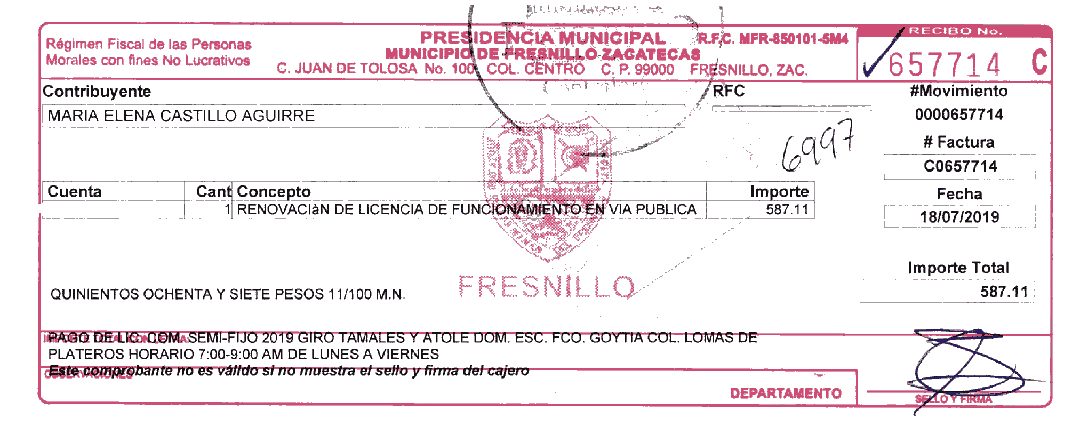 Régimen Fiscal de las Personas
Morales con fines No Lucrativos
PRESIDENCIA MUNICIPAL
MUNICIPIO DE FRESNILLO ZACATECAS
C. JUAN DE TOLOSA No. 100 COL. CENTRO C. P. 99000 FRESNILLO, ZAC.
R.F.C. MFR-850101-5M4
RECIBO No.
657714 C
Contribuyente
RFC
#Movimiento
MARIA ELENA CASTILLO AGUIRRE
0000657714
6997
# Factura
C0657714
Cuenta Cant Concepto Importe
1 RENOVACIàN DE LICENCIA DE FUNCIONAMIENTO EN VIA PUBLICA 587.11
Fecha
18/07/2019
FRESNILLO
Importe Total
587.11
QUINIENTOS OCHENTA Y SIETE PESOS 11/100 M.N.
PAGO DE LIC. COM. SEMI-FIJO 2019 GIRO TAMALES Y ATOLE DOM. ESC. FCO. GOYTIA COL. LOMAS DE
PLATEROS HORARIO 7:00-9:00 AM DE LUNES A VIERNES
Este comprobante no es válido si no muestra el sello y firma del cajero
OBSERVACIONES
DEPARTAMENTO
SELLO Y FIRMA